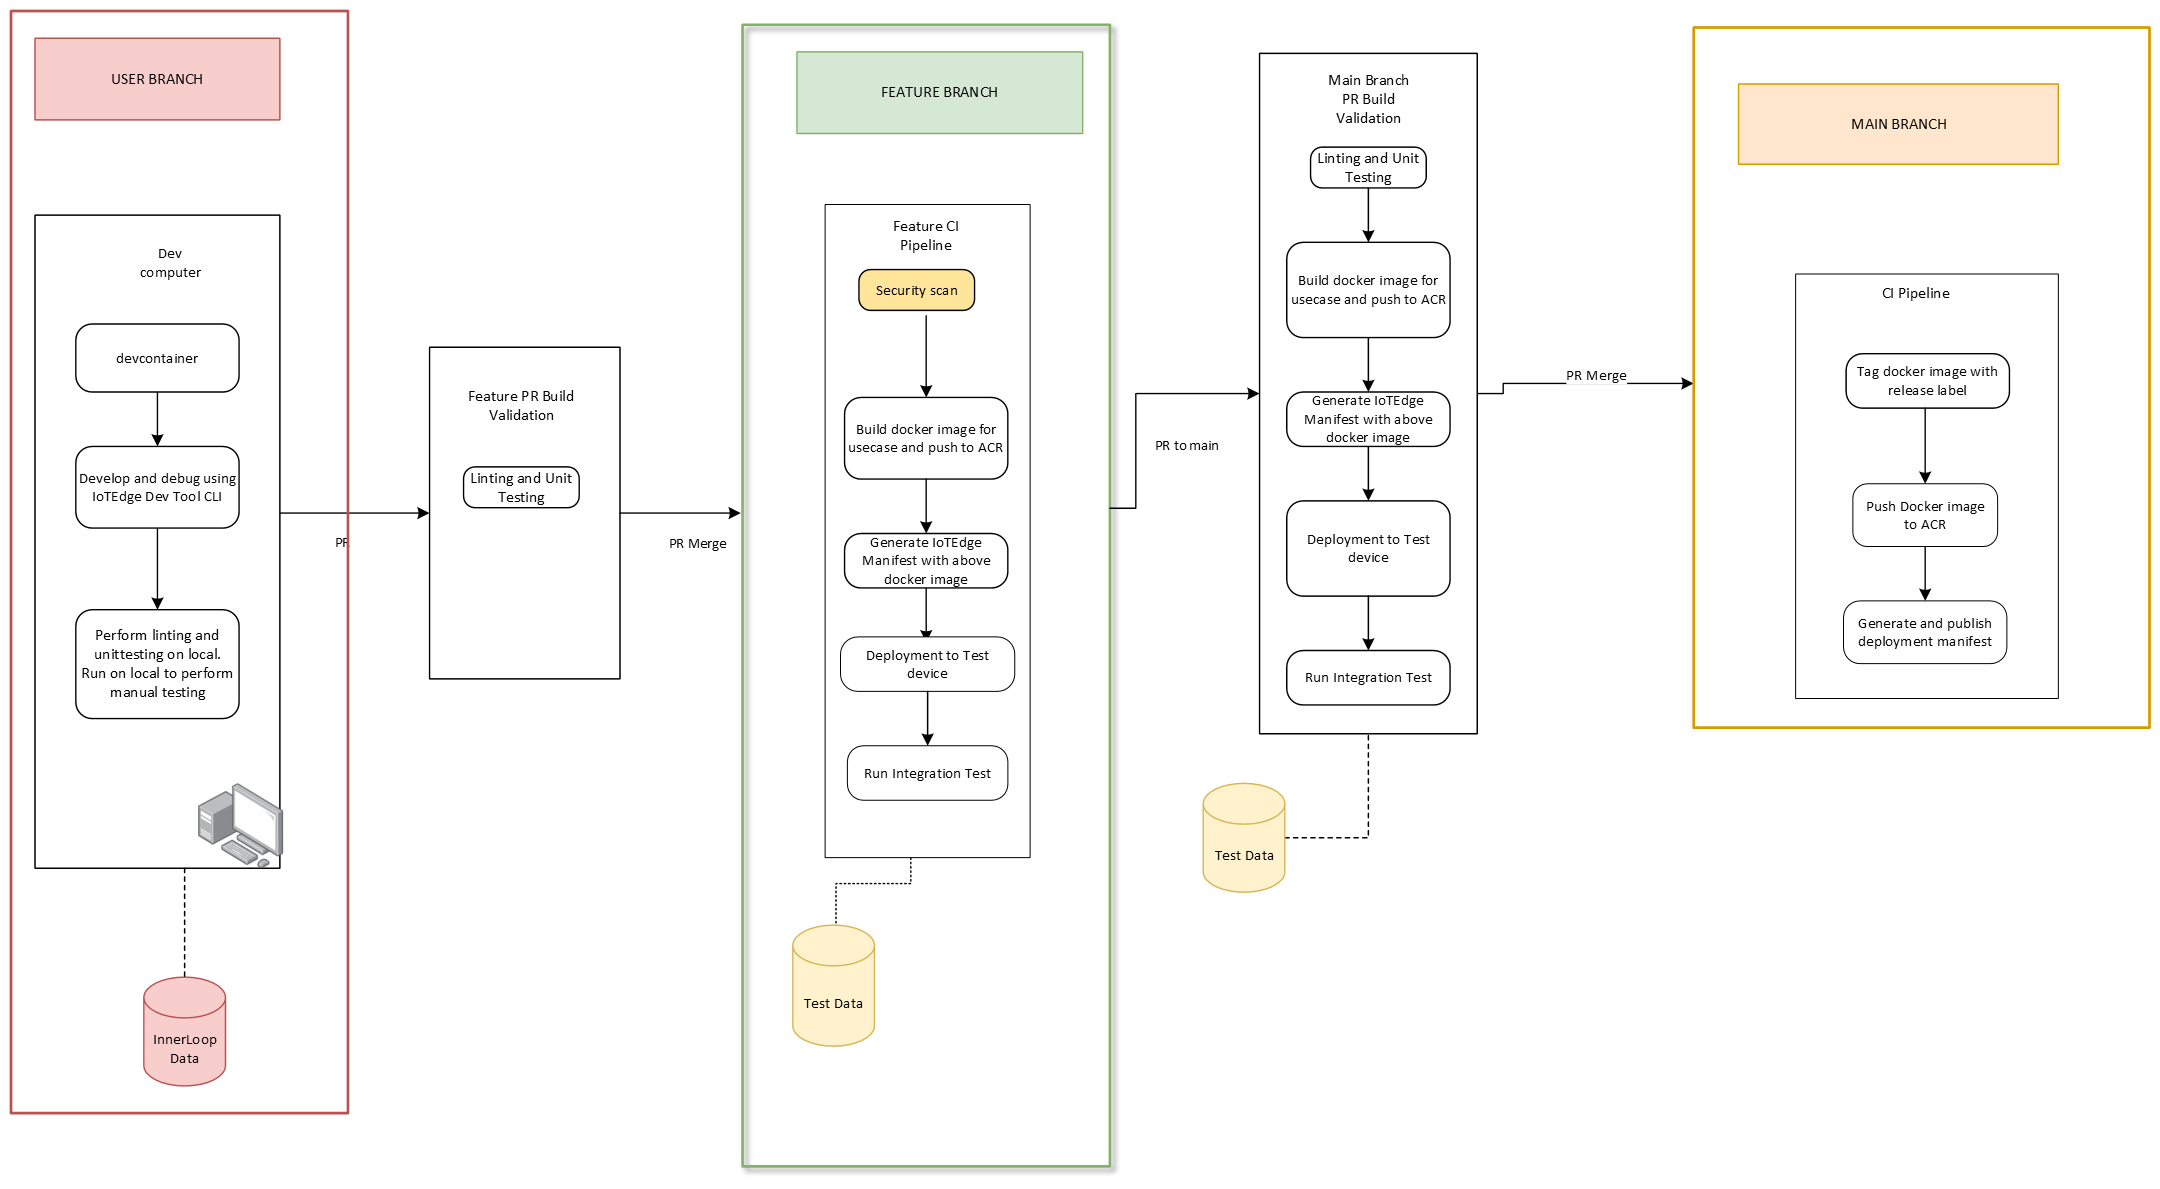 USER BRANCH
Dev
computer
devcontainer
Develop and debug using
IoTEdge Dev Tool CLI
Perform linting and
unittesting on local.
Run on local to perform
manual testing
InnerLoop
Data
PR
Feature PR Build
Validation
Linting and Unit
Testing
PR Merge
FEATURE BRANCH
Feature CI
Pipeline
Security scan
Build docker image for
usecase and push to ACR
Generate IoTEdge
Manifest with above
docker image
Deployment to Test
device
Run Integration Test
Test Data
PR to main
Main Branch
PR Build
Validation
Linting and Unit
Testing
Build docker image for
usecase and push to ACR
Generate IoTEdge
Manifest with above
docker image
Deployment to Test
device
Run Integration Test
Test Data
PR Merge
MAIN BRANCH
CI Pipeline
Tag docker image with
release label
Push Docker image
to ACR
Generate and publish
deployment manifest